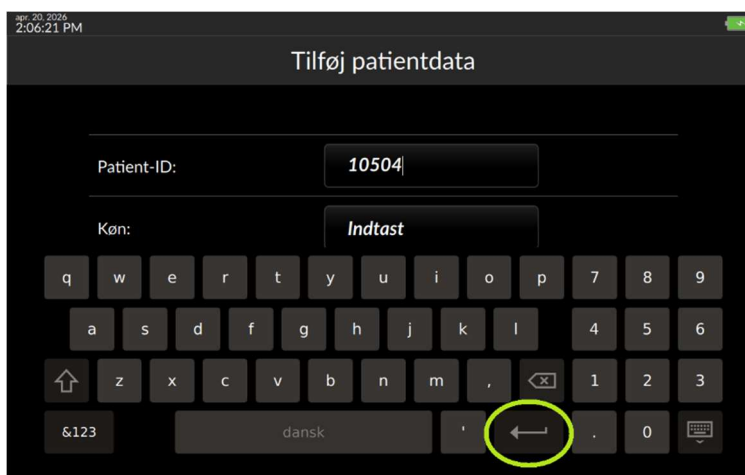 apr. 20, 2026
2:06:21 PM
Tilføj patientdata
Patient-ID: 10504
Køn: Indtast
q w e r t y u i o p 7 8 9
a s d f g h j k l 4 5 6
z x c v b n m , 1 2 3
&123 dansk ' . 0